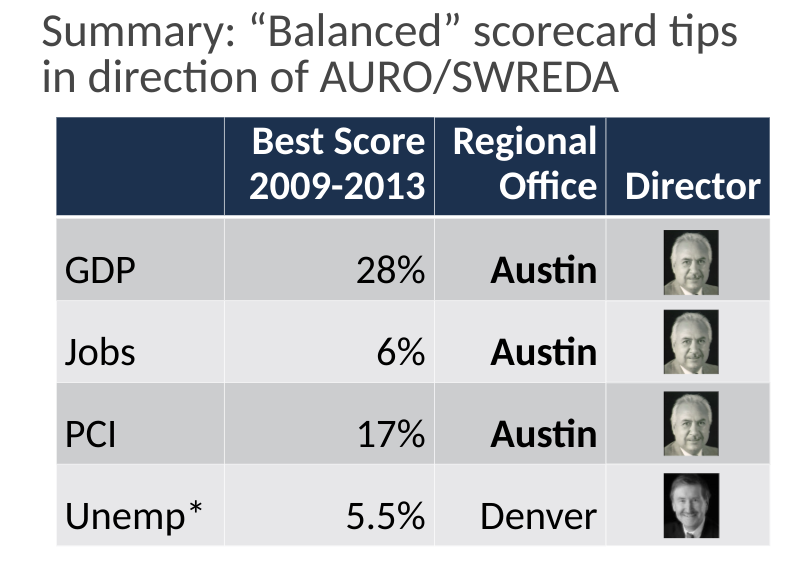 Summary: “Balanced” scorecard tips
in direction of AURO/SWREDA
Best Score 2009-2013 Regional Office Director
GDP 28% Austin
Jobs 6% Austin
PCI 17% Austin
Unemp* 5.5% Denver